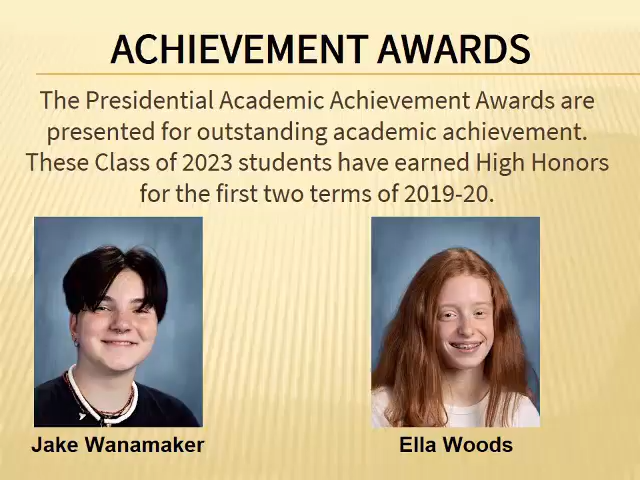 ACHIEVEMENT AWARDS
The Presidential Academic Achievement Awards are
presented for outstanding academic achievement.
These Class of 2023 students have earned High Honors
for the first two terms of 2019-20.
Jake Wanamaker
Ella Woods